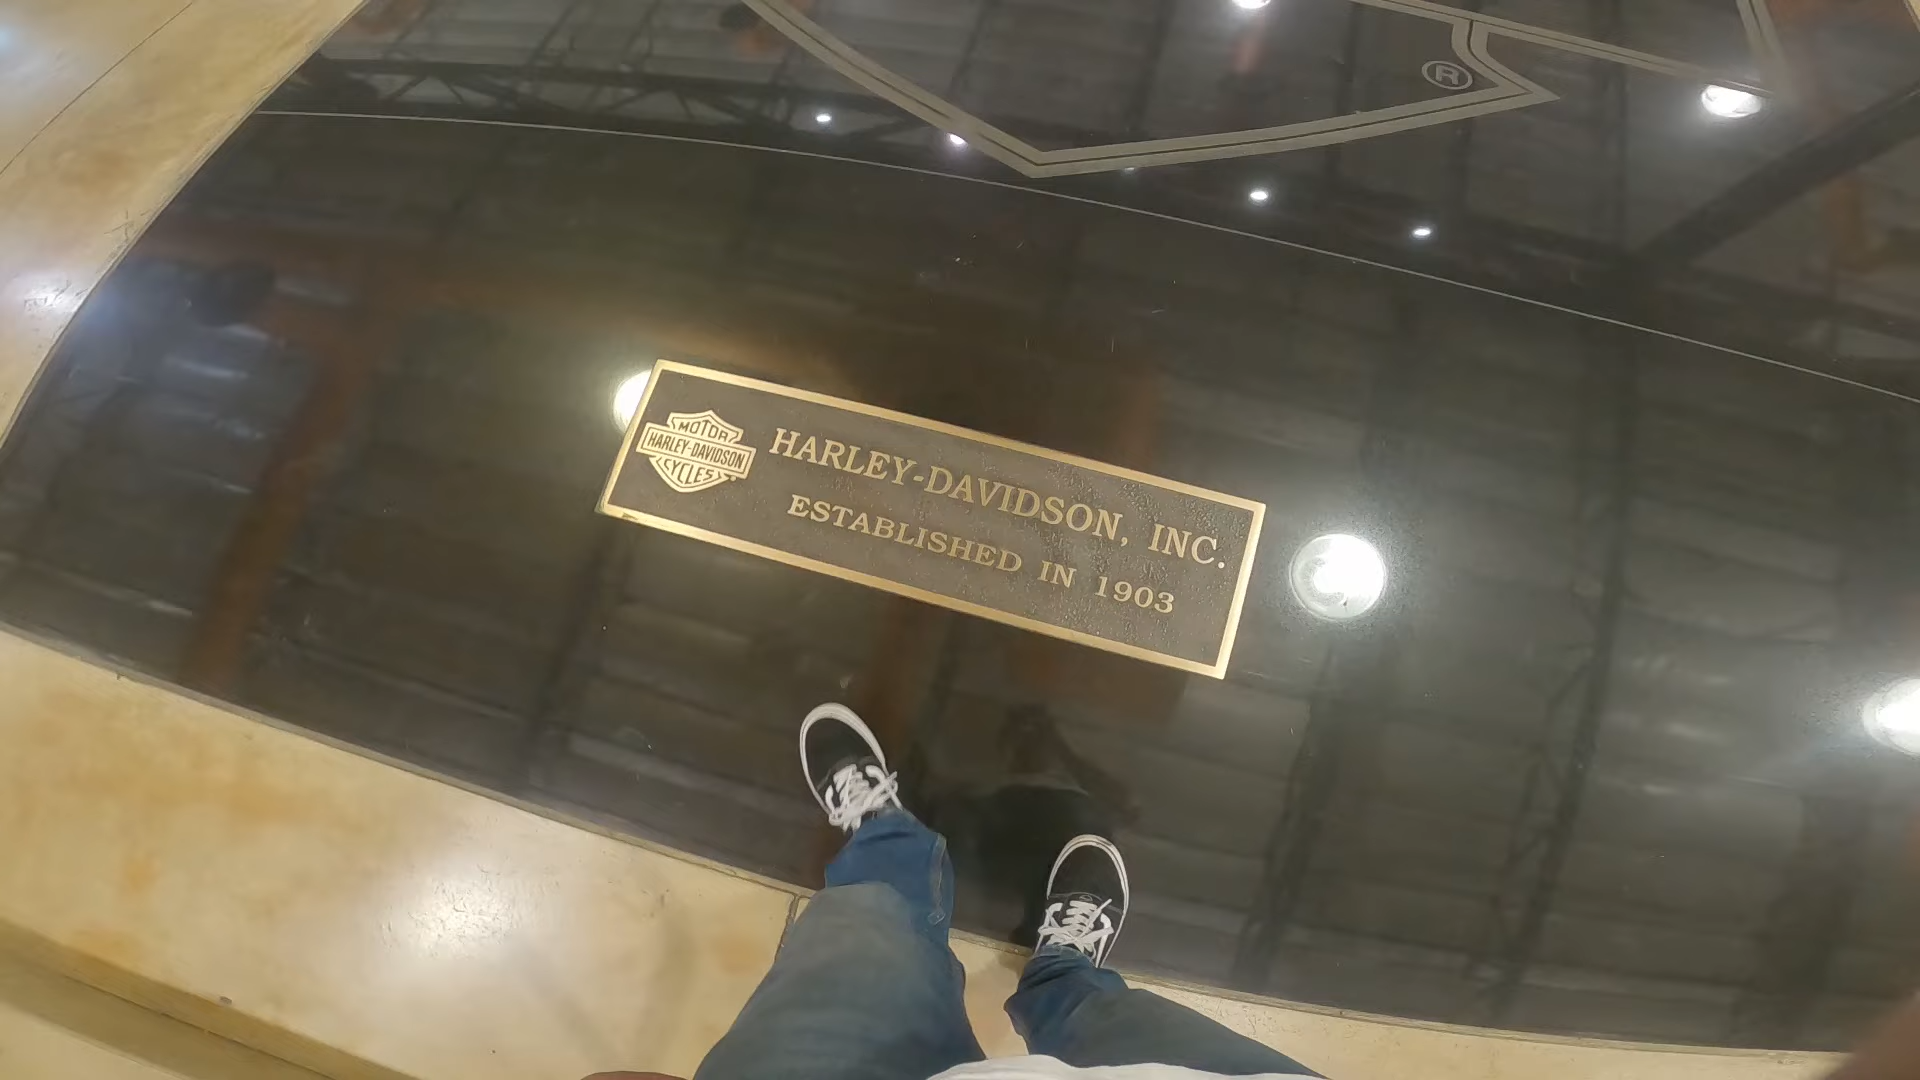 ®
MOTOR
HARLEY-DAVIDSON
CYCLES
HARLEY-DAVIDSON, INC.
ESTABLISHED IN 1903